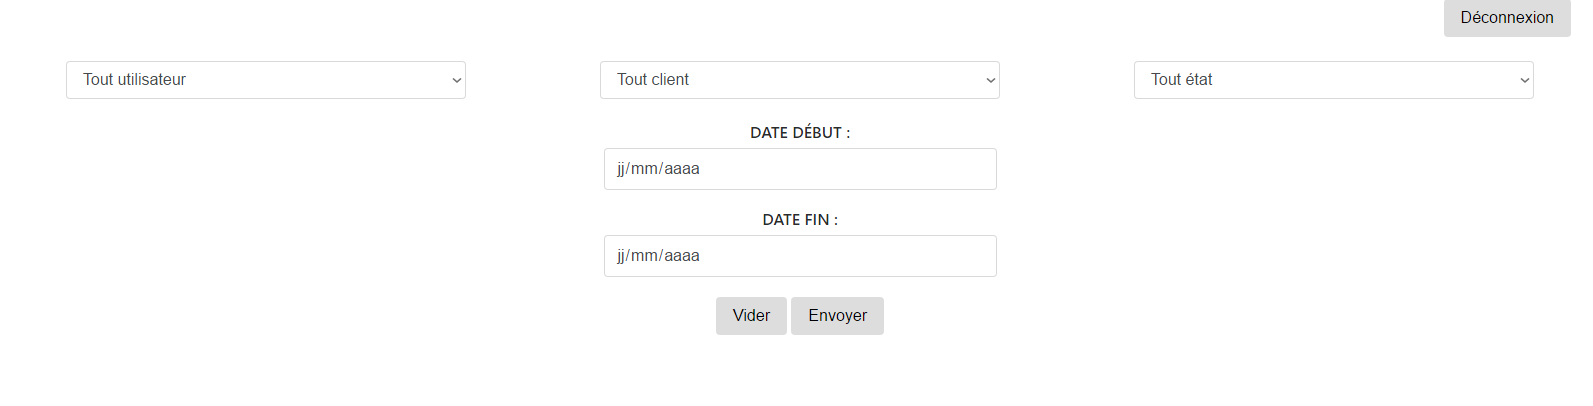 Déconnexion
Tout utilisateur
Tout client
Tout état
DATE DÉBUT :
jj/mm/aaaa
DATE FIN :
jj/mm/aaaa
Vider
Envoyer